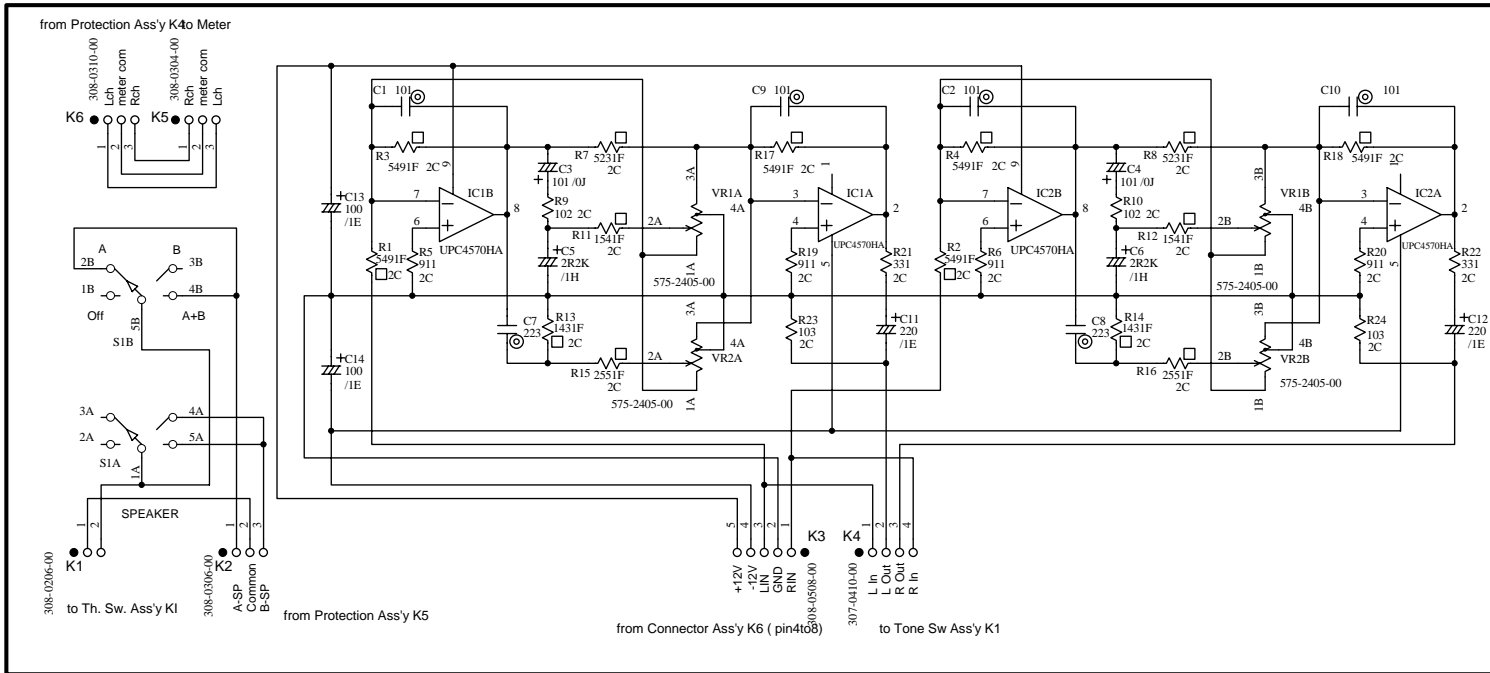 from Protection Ass'y K4
to Meter
308-0310-00
Lch
meter com
Rch
308-0304-00
Rch
meter com
Lch
K6
K5
1
2
3
1
2
3
C1 101
C9 101
C2 101
C10 101
R3
5491F 2C
9
R7
5231F
2C
C3
101 /0J
R17
5491F 2C
1
R4
5491F 2C
9
R8
5231F
2C
C4
101 /0J
R18
5491F 2C
1
3A
VR1A
4A
3B
VR1B
4B
C13
100
/1E
7
6
IC1B
8
UPC4570HA
R9
102 2C
R11
1541F
2C
2A
C5
2R2K
/1H
3
4
IC1A
2
UPC4570HA
5
7
6
IC2B
8
UPC4570HA
R10
102 2C
R12
1541F
2C
2B
C6
2R2K
/1H
3
4
IC2A
2
UPC4570HA
5
R1
5491F
2C
R5
911
2C
1A
575-2405-00
R19
911
2C
R21
331
2C
R2
5491F
2C
R6
911
2C
1B
575-2405-00
R20
911
2C
R22
331
2C
A
B
2B
3B
1B
4B
Off
A+B
5B
S1B
C14
100
/1E
C7
223
R13
1431F
2C
R15
2551F
2C
2A
3A
4A
VR2A
1A
575-2405-00
R23
103
2C
C11
220
/1E
C8
223
R14
1431F
2C
R16
2551F
2C
2B
3B
4B
VR2B
1B
575-2405-00
R24
103
2C
C12
220
/1E
3A
4A
2A
5A
S1A
1A
SPEAKER
1
2
1
2
3
5
4
3
2
1
1
2
3
4
K1
K2
K3
K4
308-0206-00
308-0306-00
A-SP
Common
B-SP
+12V
-12V
LIN
GND
RIN
308-0508-00
307-0410-00
L In
L Out
R Out
R In
to Th. Sw. Ass'y KI
from Protection Ass'y K5
from Connector Ass'y K6 ( pin4to8)
to Tone Sw Ass'y K1